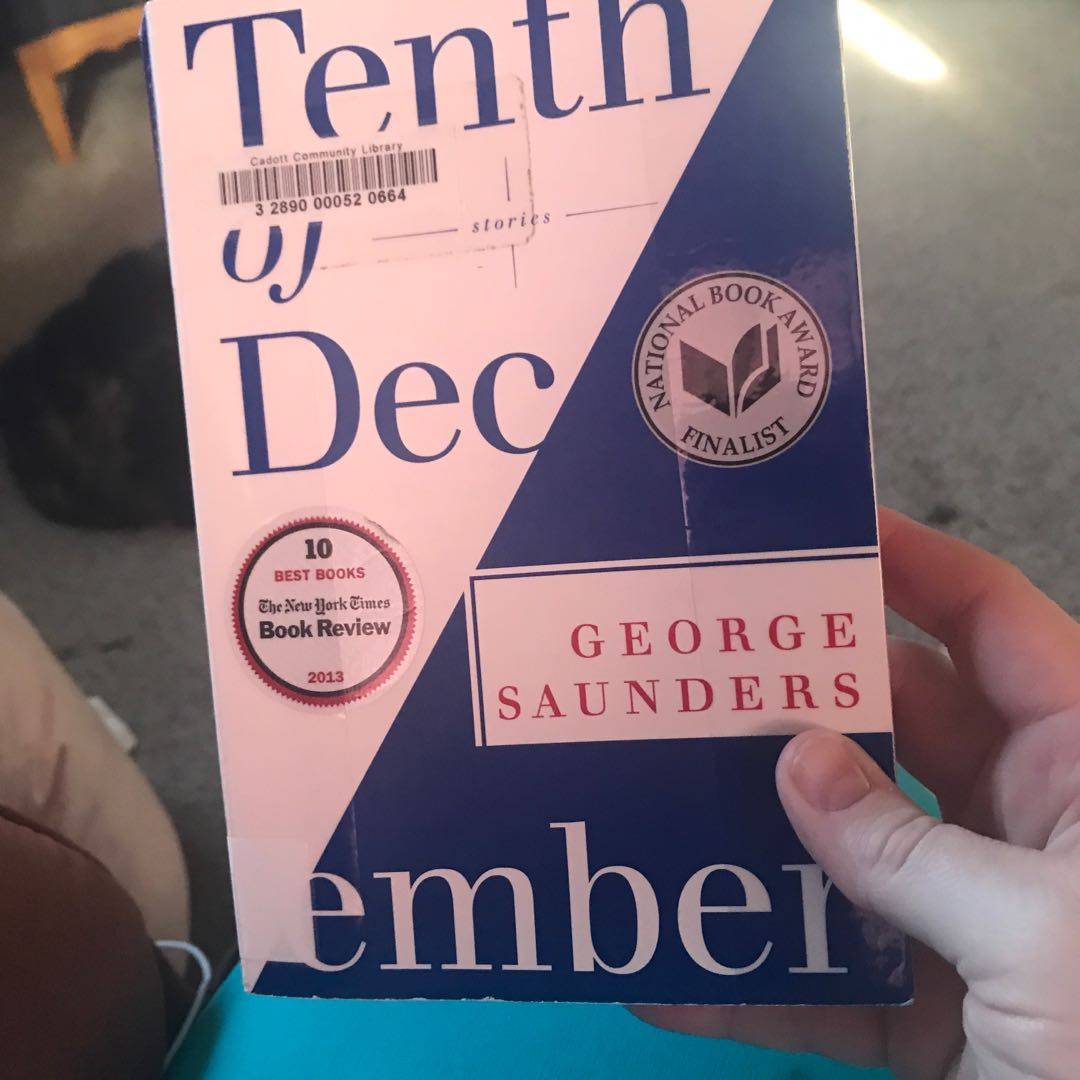 Tenth
Cadott Community Library
3 2890 00052 0664
of
stories
Dec
NATIONAL BOOK AWARD
FINALIST
10
BEST BOOKS
The New York Times
Book Review
2013
GEORGE
SAUNDERS
ember